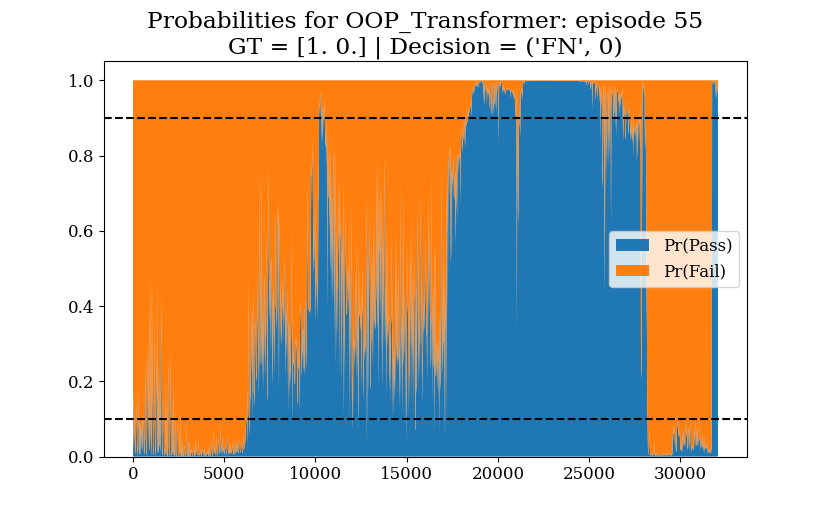 Probabilities for OOP_Transformer: episode 55
GT = [1. 0.] | Decision = ('FN', 0)
1.0
0.8
0.6
0.4
0.2
0.0
Pr(Pass)
Pr(Fail)
0 5000 10000 15000 20000 25000 30000